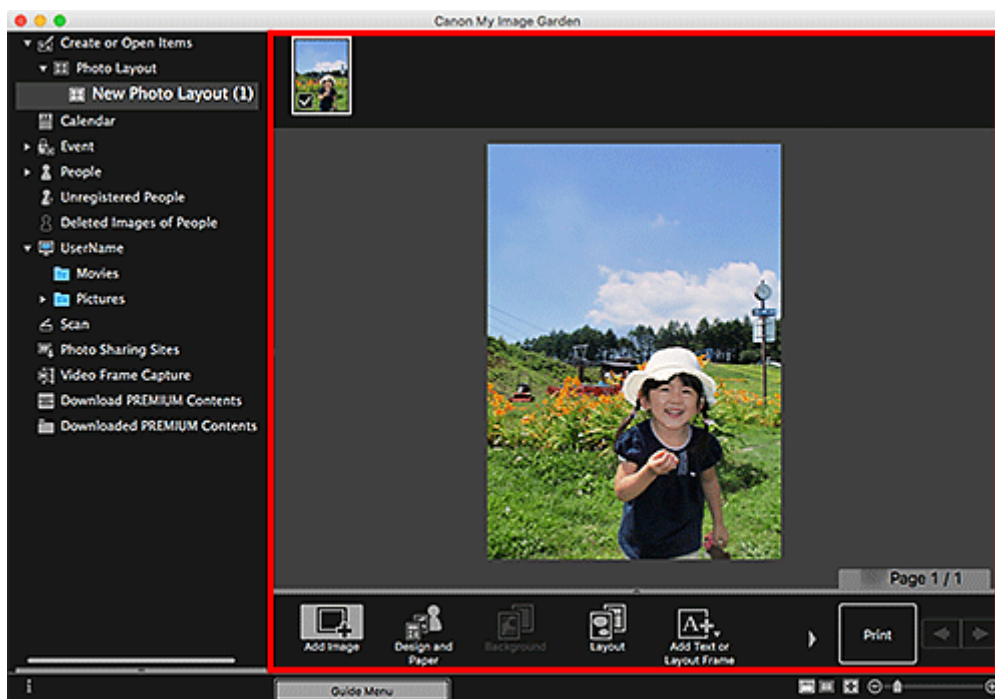 Canon My Image Garden
Create or Open Items
Photo Layout
New Photo Layout (1)
Calendar
Event
People
Unregistered People
Deleted Images of People
UserName
Movies
Pictures
Scan
Photo Sharing Sites
Video Frame Capture
Download PREMIUM Contents
Downloaded PREMIUM Contents
Page 1 / 1
Add Image
Design and
Paper
Background
Layout
Add Text or
Layout Frame
Print
Guide Menu